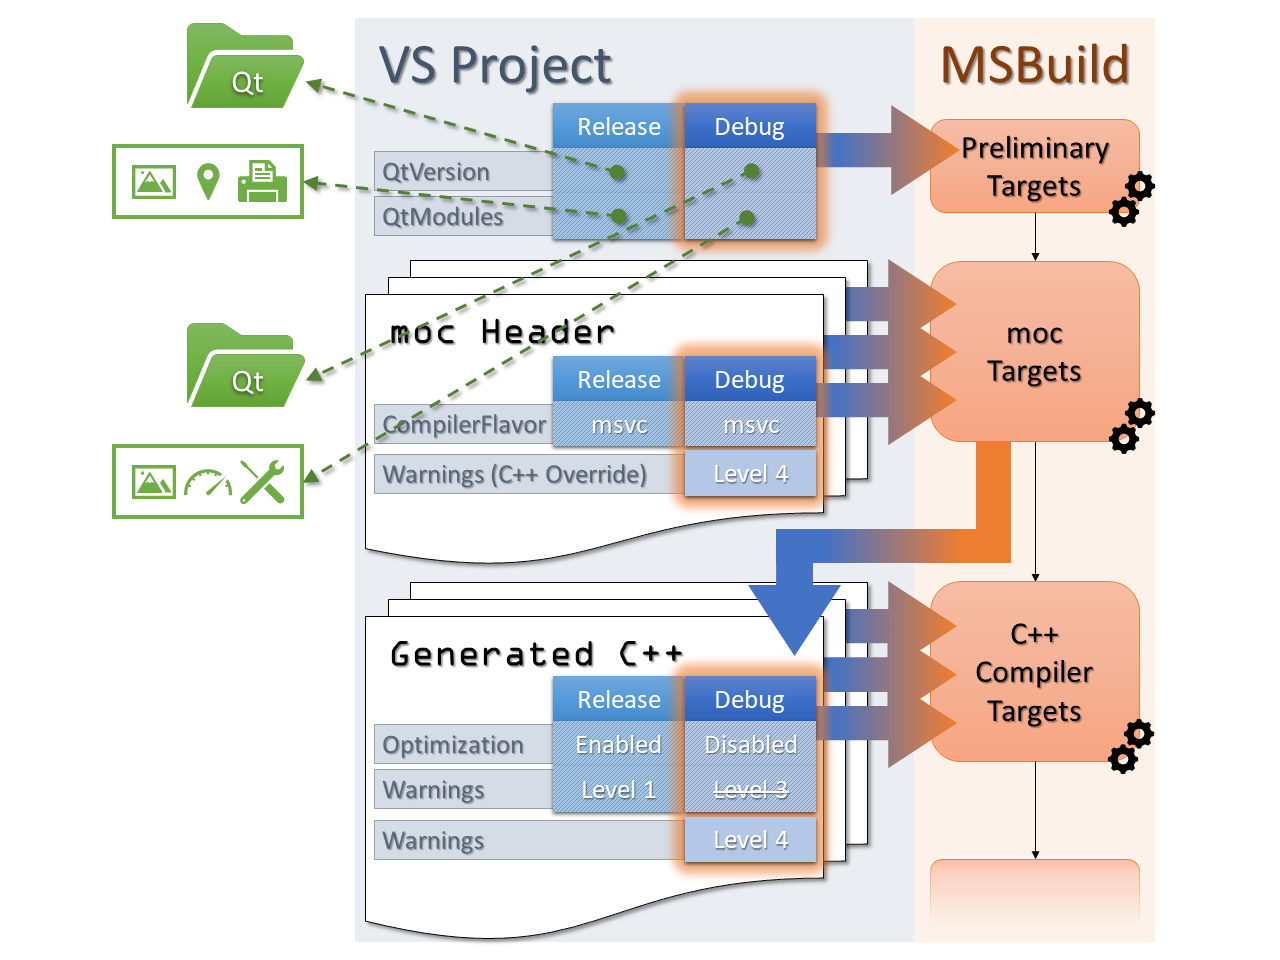 VS Project
MSBuild
Qt
Release Debug
QtVersion
QtModules
Preliminary
Targets
moc Header
Release Debug
CompilerFlavor msvc msvc
Warnings (C++ Override) Level 4
moc
Targets
Qt
Generated C++
Release Debug
Optimization Enabled Disabled
Warnings Level 1 Level 3
Warnings Level 4
C++
Compiler
Targets